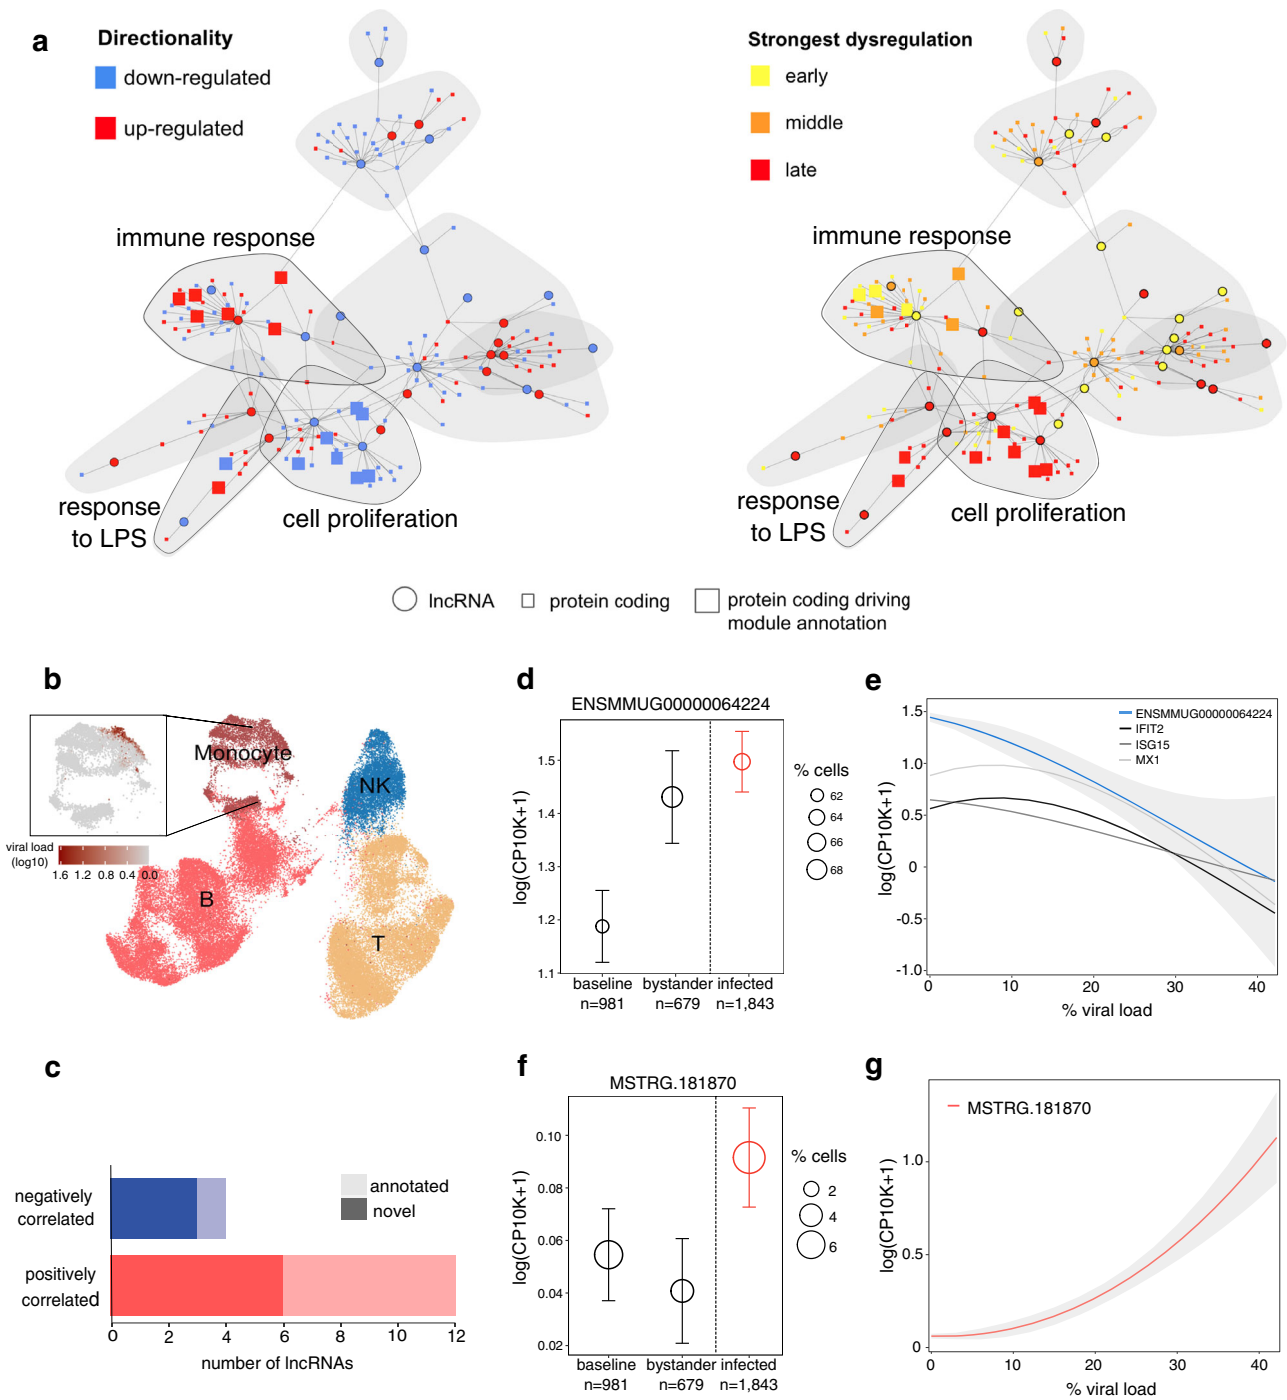 a
Directionality
down-regulated
up-regulated
immune response
response
to LPS
cell proliferation
Strongest dysregulation
early
middle
late
immune response
response
to LPS
cell proliferation
lncRNA
protein coding
protein coding driving
module annotation
b
Monocyte
NK
B
T
viral load
(log10)
1.6 1.2 0.8 0.4 0.0
c
negatively
correlated
positively
correlated
annotated
novel
0 2 4 6 8 10 12
number of lncRNAs
d
ENSMMUG00000064224
log(CP10K+1)
1.5
1.4
1.3
1.2
1.1
baseline bystander infected
n=981 n=679 n=1,843
% cells
62
64
66
68
e
log(CP10K+1)
1.5
1.0
0.5
0
-0.5
-1.0
ENSMMUG00000064224
IFIT2
ISG15
MX1
0 10 20 30 40
% viral load
f
MSTRG.181870
log(CP10K+1)
0.10
0.08
0.06
0.04
0.02
baseline bystander infected
n=981 n=679 n=1,843
% cells
2
4
6
g
MSTRG.181870
log(CP10K+1)
1.0
0.5
0
0 10 20 30 40
% viral load